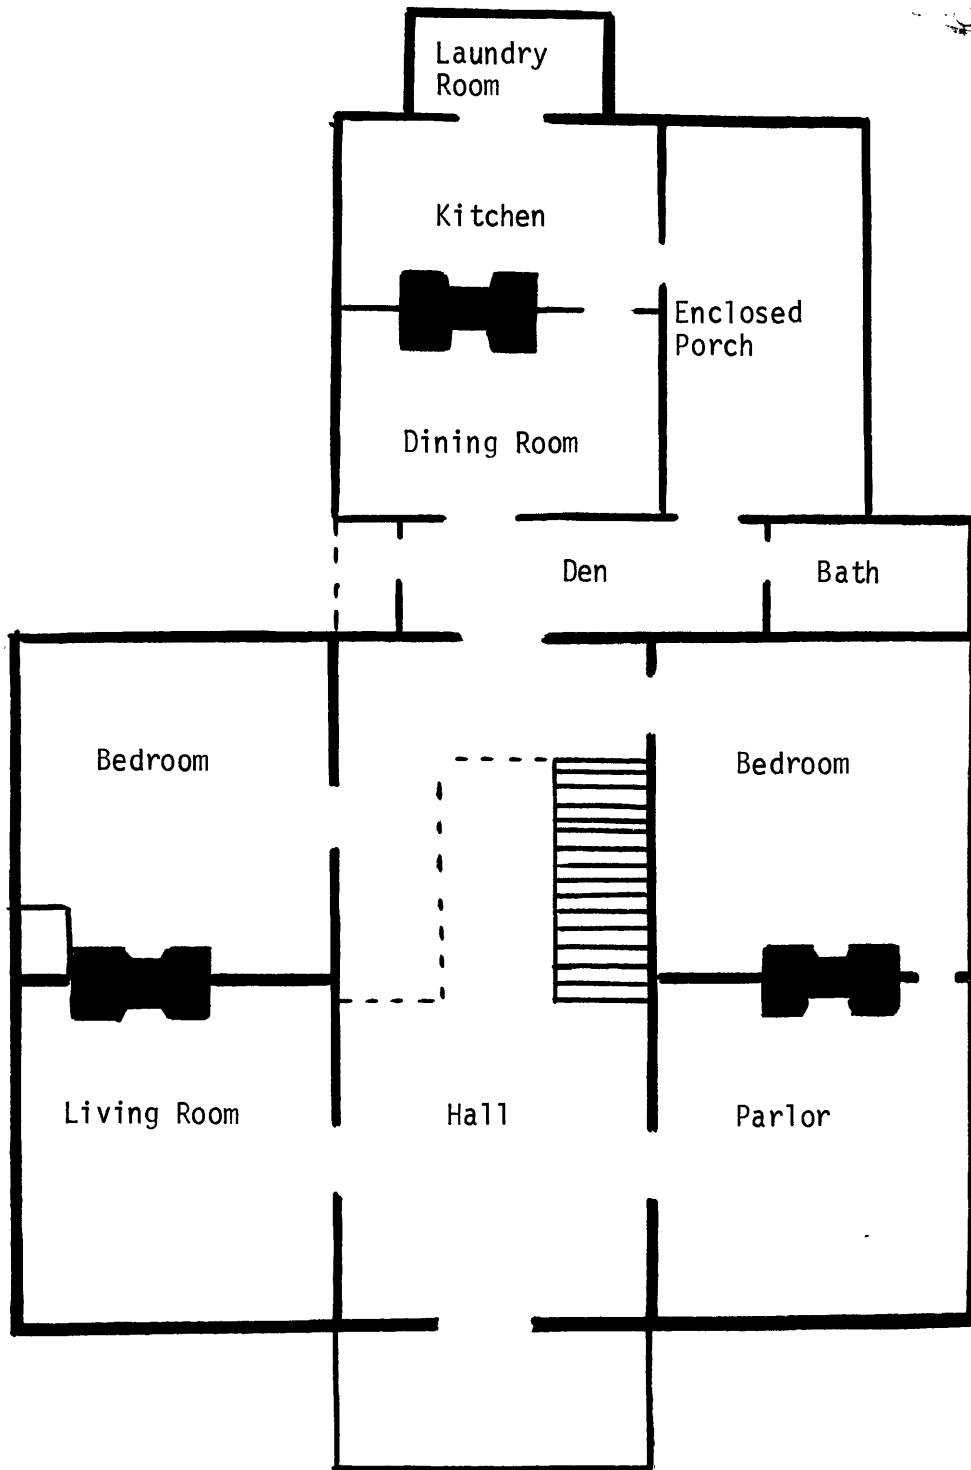 Laundry
Room
Kitchen
Enclosed
Porch
Dining Room
Den
Bath
Bedroom
Bedroom
Living Room
Hall
Parlor